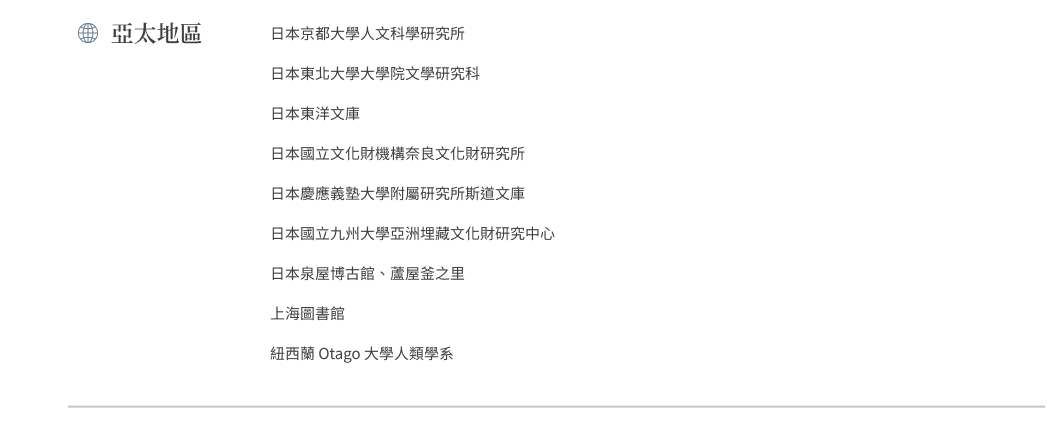 亞太地區
日本京都大學人文科學研究所
日本東北大學大學院文學研究科
日本東洋文庫
日本國立文化財機構奈良文化財研究所
日本慶應義塾大學附屬研究所斯道文庫
日本國立九州大學亞洲埋藏文化財研究中心
日本泉屋博古館、蘆屋釜之里
上海圖書館
紐西蘭 Otago 大學人類學系